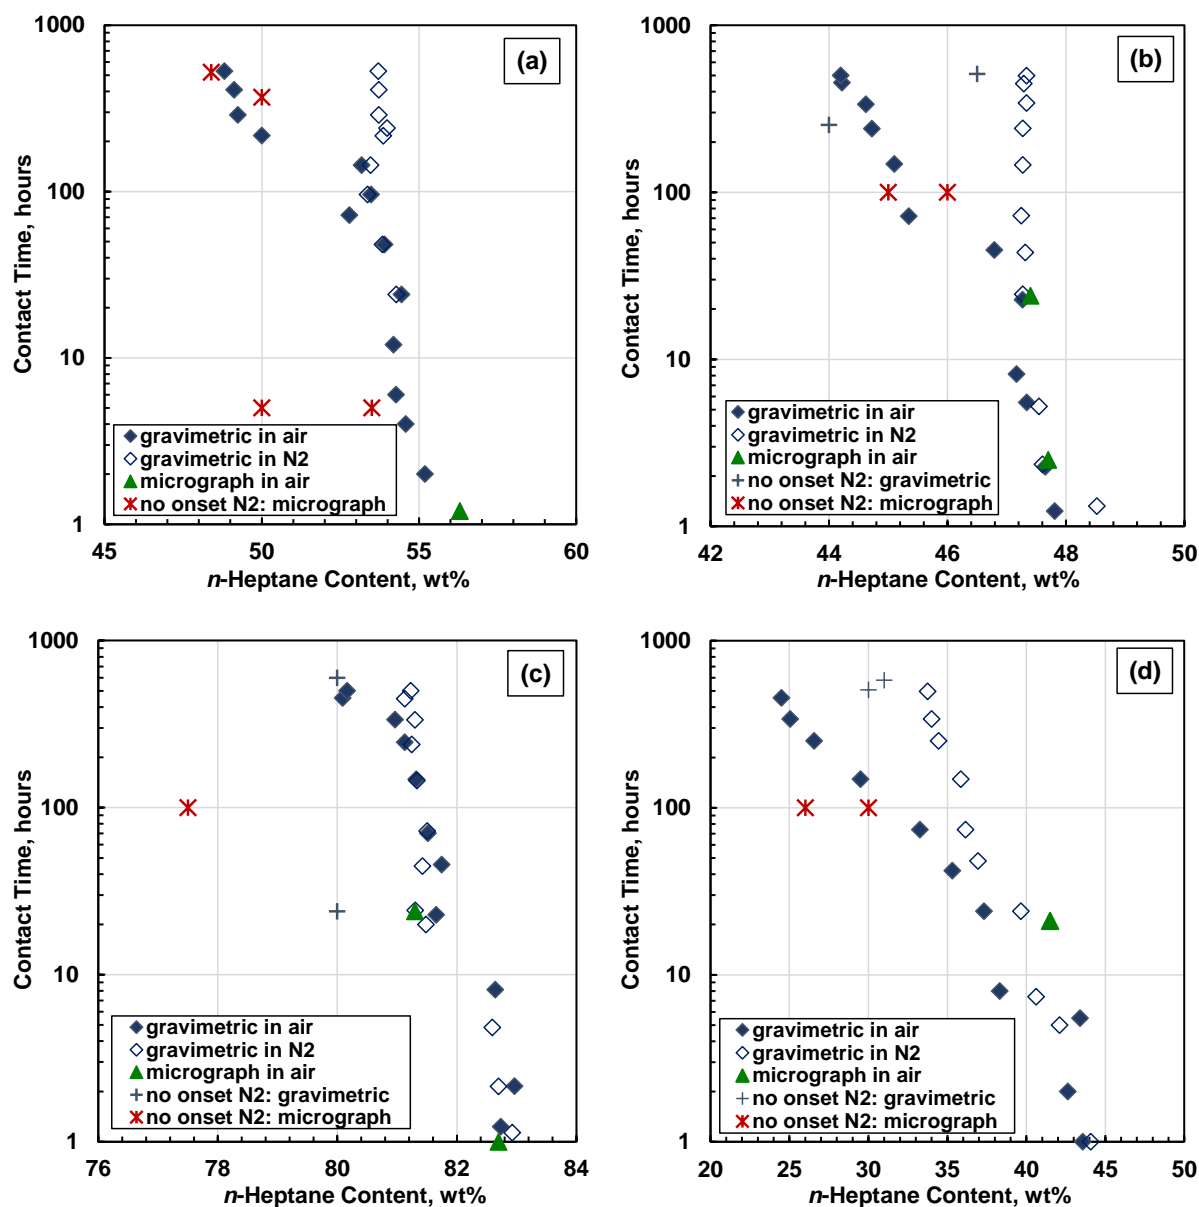 (a)
1000
100
10
1
Contact Time, hours
gravimetric in air
gravimetric in N2
micrograph in air
no onset N2: micrograph
45 50 55 60
n-Heptane Content, wt%
(b)
1000
100
10
1
Contact Time, hours
gravimetric in air
gravimetric in N2
micrograph in air
no onset N2: gravimetric
no onset N2: micrograph
42 44 46 48 50
n-Heptane Content, wt%
(c)
1000
100
10
1
Contact Time, hours
gravimetric in air
gravimetric in N2
micrograph in air
no onset N2: gravimetric
no onset N2: micrograph
76 78 80 82 84
n-Heptane Content, wt%
(d)
1000
100
10
1
Contact Time, hours
gravimetric in air
gravimetric in N2
micrograph in air
no onset N2: gravimetric
no onset N2: micrograph
20 25 30 35 40 45 50
n-Heptane Content, wt%